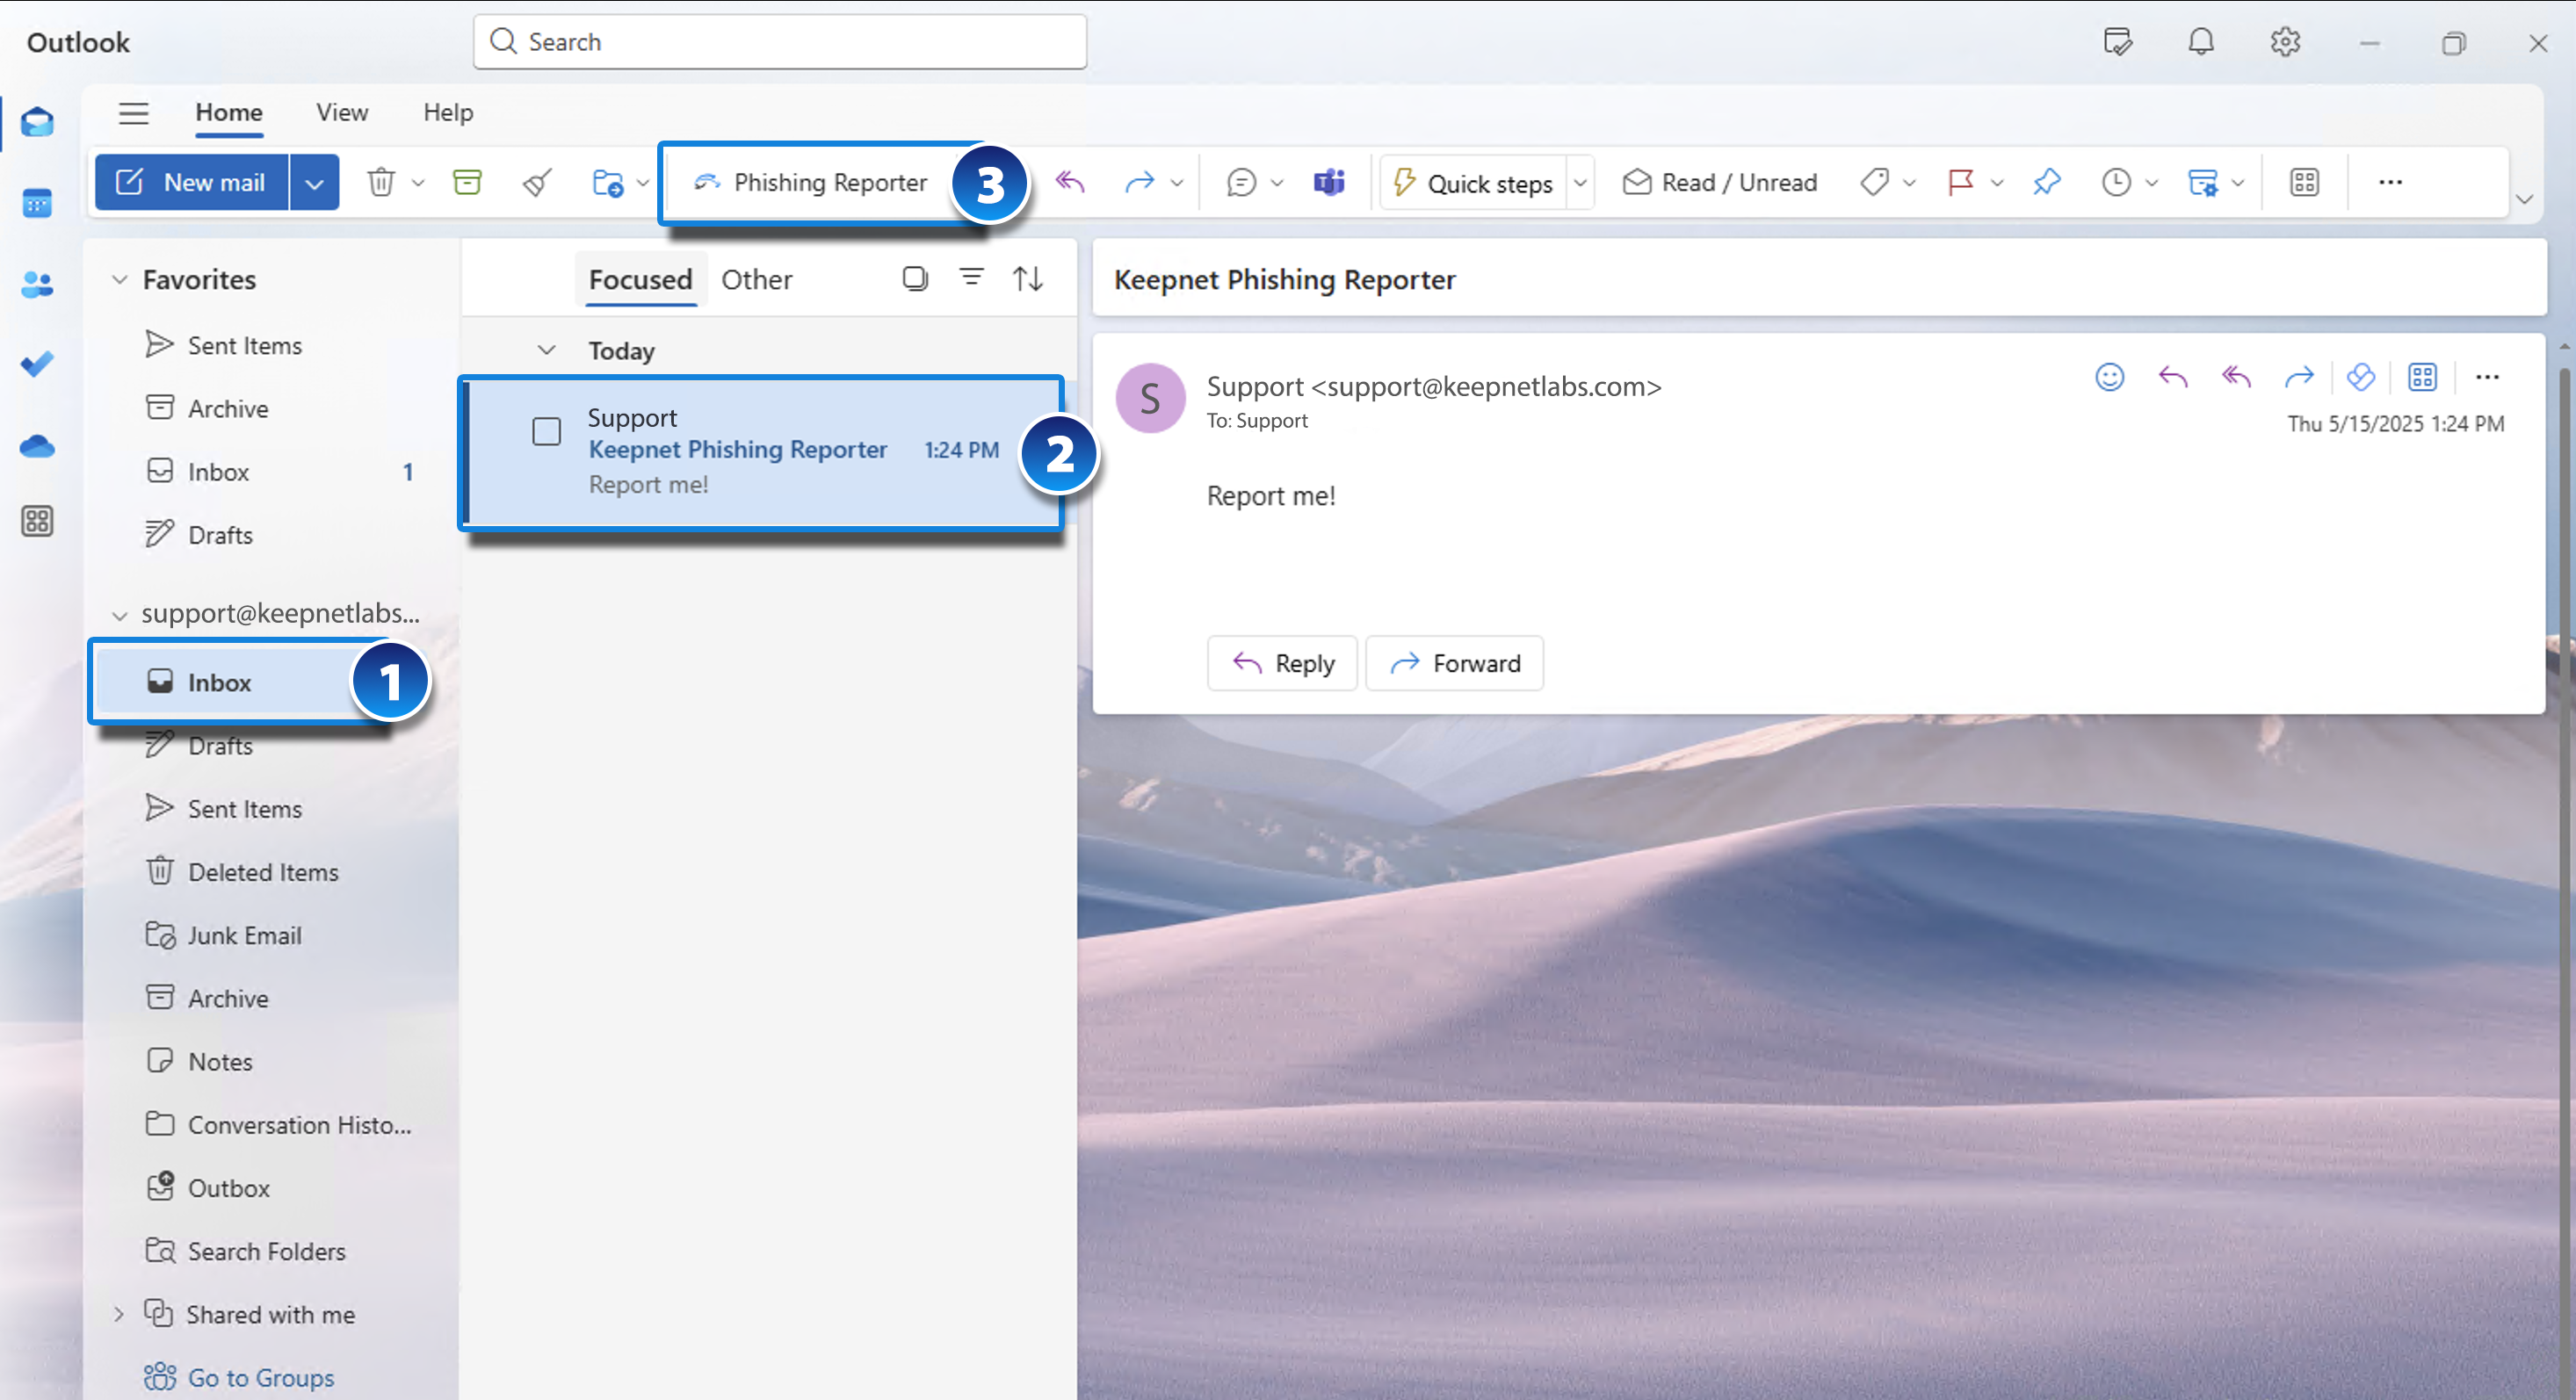 Outlook
Search
Home View Help
New mail
Phishing Reporter
3
Quick steps
Read / Unread
Favorites
Sent Items
Archive
Inbox 1
Drafts
support@keepnetlabs...
Inbox
1
Drafts
Sent Items
Deleted Items
Junk Email
Archive
Notes
Conversation Histo...
Outbox
Search Folders
Shared with me
Go to Groups
Focused Other
Today
Support
Keepnet Phishing Reporter 1:24 PM
Report me!
2
Keepnet Phishing Reporter
S
Support <support@keepnetlabs.com>
To: Support
Thu 5/15/2025 1:24 PM
Report me!
Reply
Forward